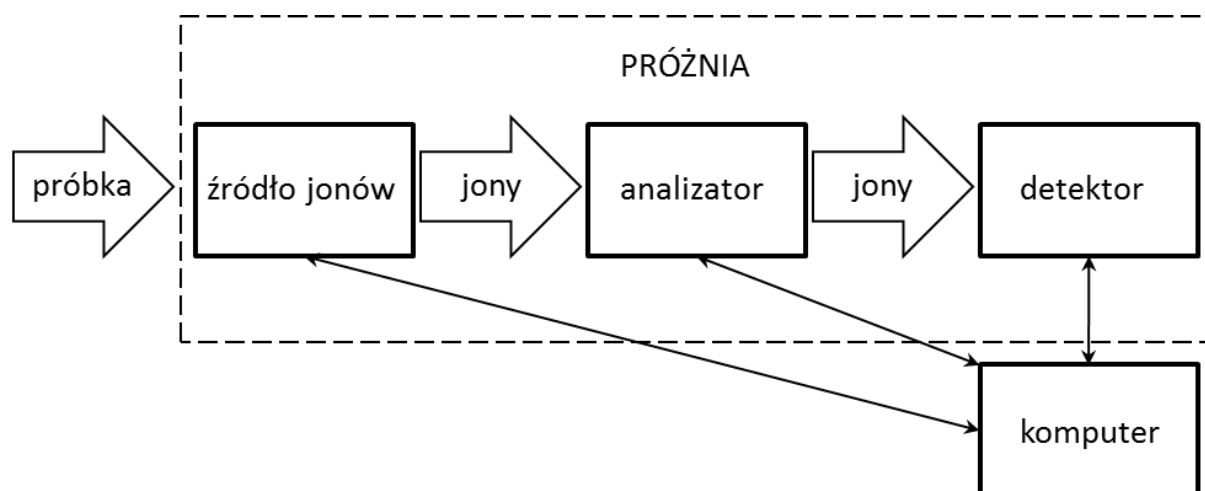 PRÓŻNIA
próbka
źródło jonów
jony
analizator
jony
detektor
komputer